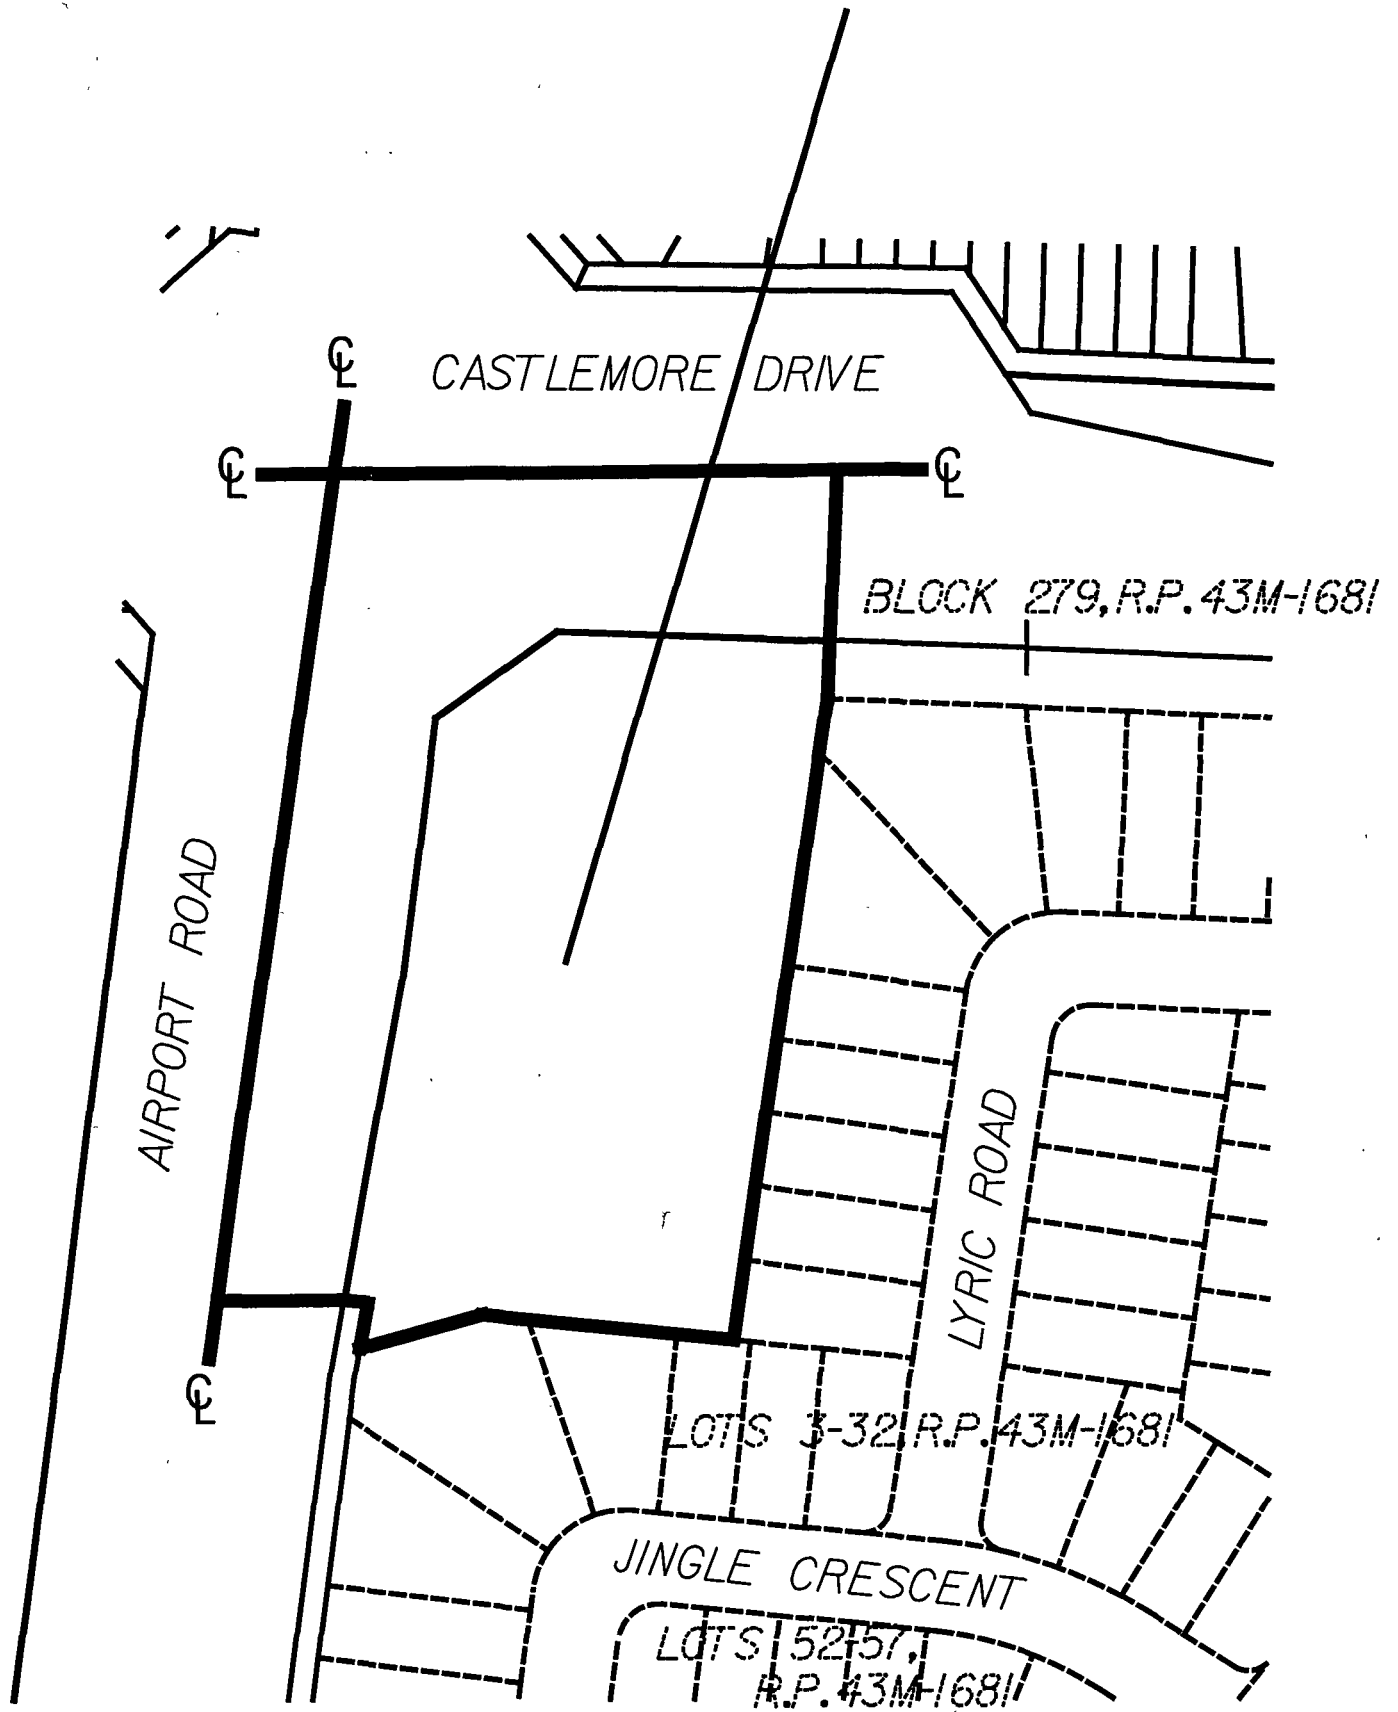 ℄
CASTLEMORE DRIVE
℄
℄
BLOCK 279, R.P. 43M-1681
AIRPORT ROAD
LYRIC ROAD
℄
LOTS 3-32, R.P. 43M-1681
JINGLE CRESCENT
LOTS 52-57,
R.P. 43M-1681